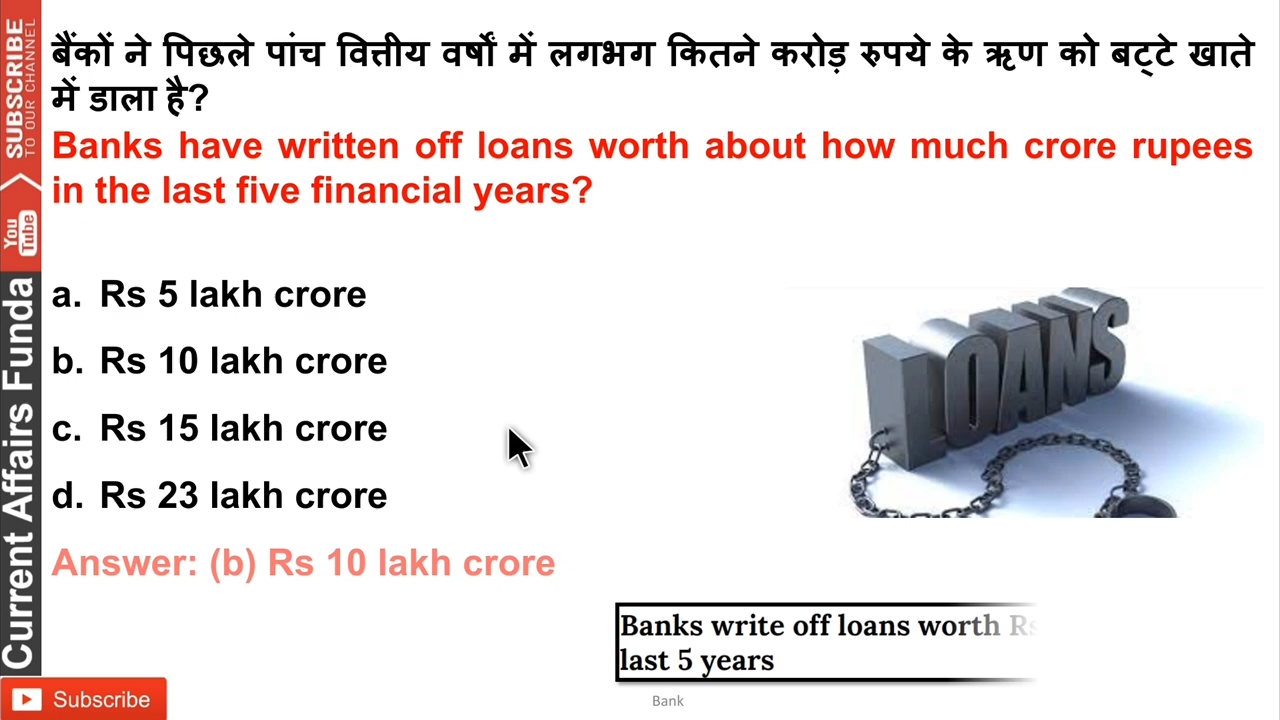 बैंकों ने पिछले पांच वित्तीय वर्षों में लगभग कितने करोड़ रुपये के ऋण को बट्टे खाते
में डाला है?
Banks have written off loans worth about how much crore rupees
in the last five financial years?
a. Rs 5 lakh crore
b. Rs 10 lakh crore
c. Rs 15 lakh crore
d. Rs 23 lakh crore
Answer: (b) Rs 10 lakh crore
LOANS
Banks write off loans worth Rs
last 5 years
Bank
SUBSCRIBE
TO OUR CHANNEL
You
Tube
Current Affairs Funda
Subscribe